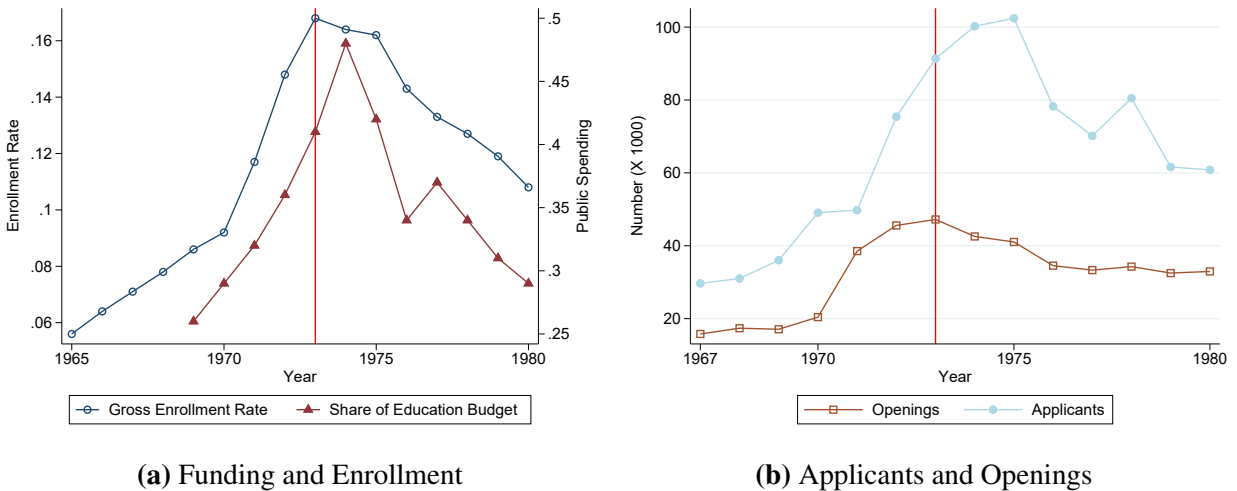 .16
.14
.12
.1
.08
.06
Enrollment Rate
.5
.45
.4
.35
.3
.25
Public Spending
1965
1970
1975
1980
Year
Gross Enrollment Rate
Share of Education Budget
(a) Funding and Enrollment
100
80
60
40
20
Number (X 1000)
1967
1970
1975
1980
Year
Openings
Applicants
(b) Applicants and Openings